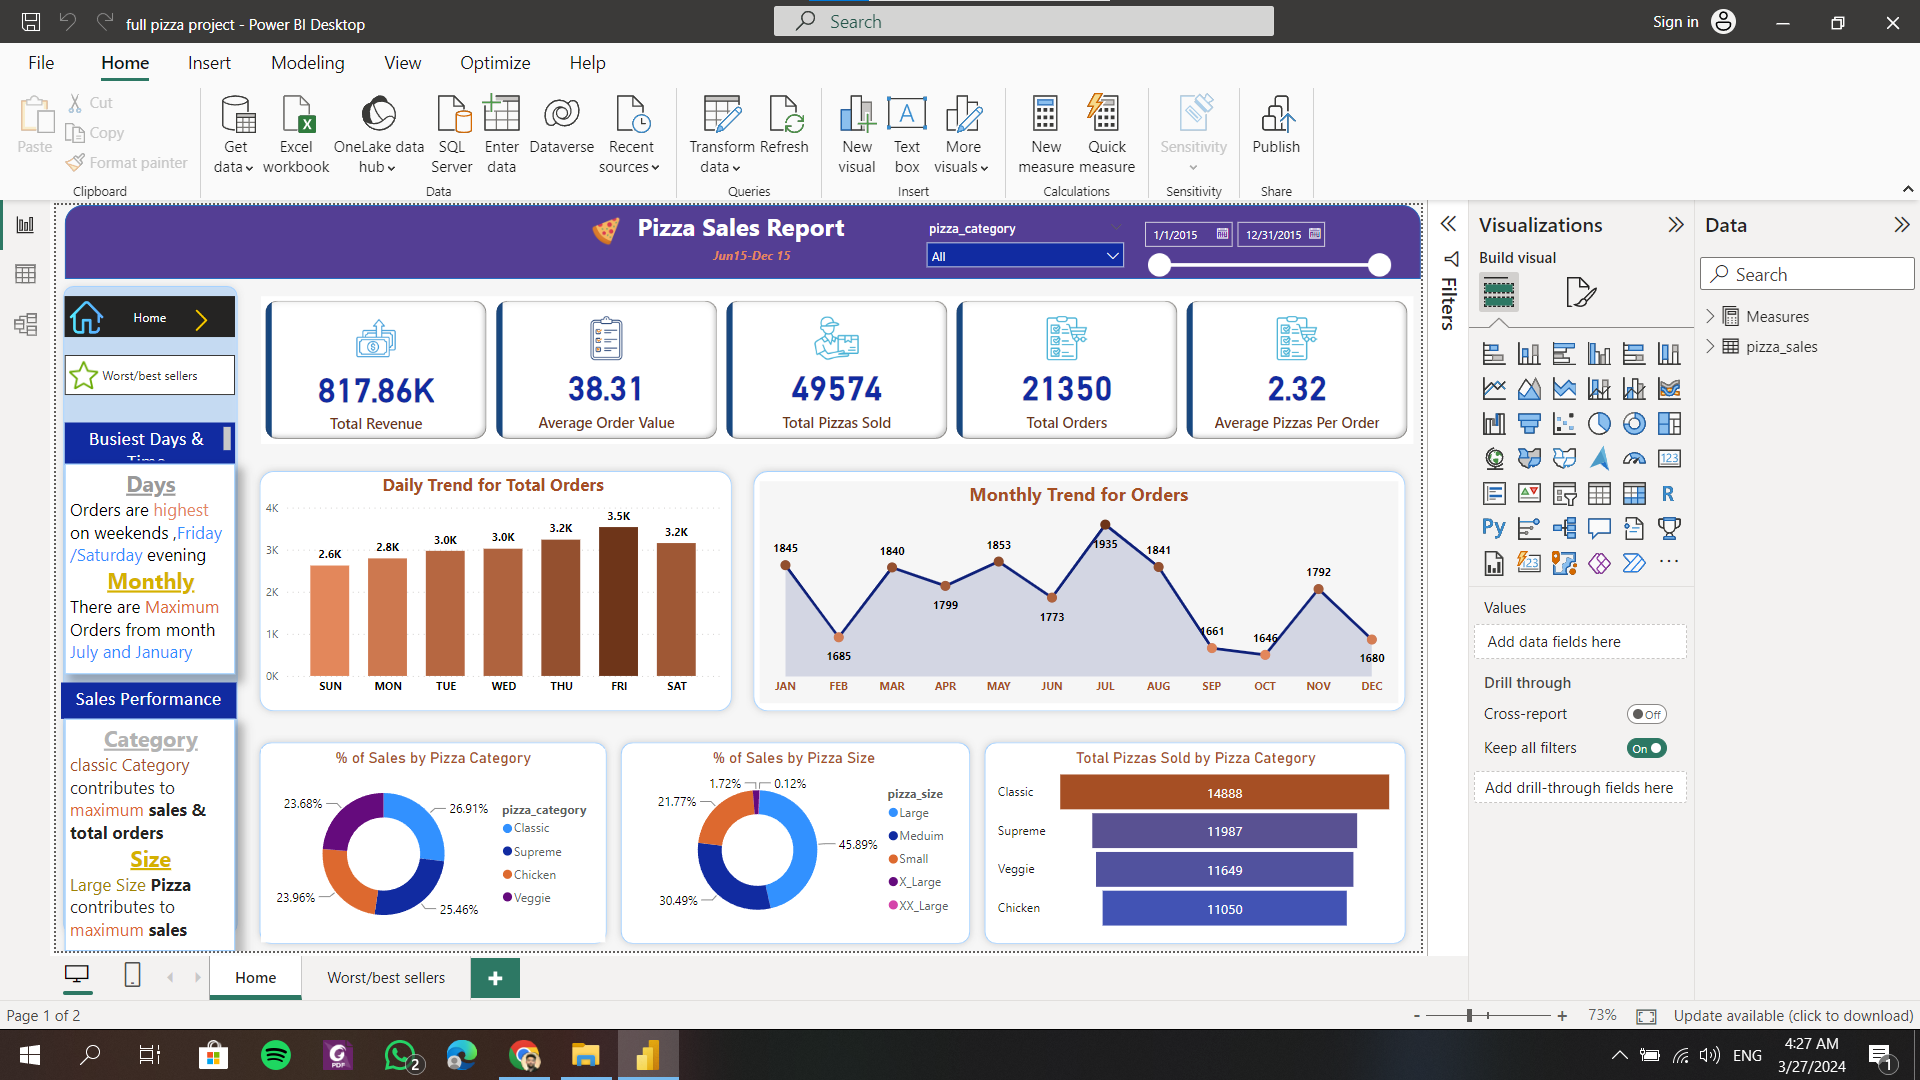 full pizza project - Power BI Desktop
Search
Sign in
File
Home
Insert
Modeling
View
Optimize
Help
Paste
Cut
Copy
Format painter
Clipboard
Get data
Excel workbook
OneLake data hub
SQL Server
Enter data
Dataverse
Recent sources
Data
Transform data
Refresh
Queries
New visual
Text box
More visuals
Insert
New measure
Quick measure
Calculations
Sensitivity
Sensitivity
Publish
Share
Pizza Sales Report
Jun15-Dec 15
pizza_category
All
1/1/2015
12/31/2015
Home
Worst/best sellers
Busiest Days &
Time
Days
Orders are highest
on weekends ,Friday
/Saturday evening
Monthly
There are Maximum
Orders from month
July and January
Sales Performance
Category
classic Category
contributes to
maximum sales &
total orders
Size
Large Size Pizza
contributes to
maximum sales
817.86K
Total Revenue
38.31
Average Order Value
49574
Total Pizzas Sold
21350
Total Orders
2.32
Average Pizzas Per Order
Daily Trend for Total Orders
4K
3K
2K
1K
0K
2.6K
2.8K
3.0K
3.0K
3.2K
3.5K
3.2K
SUN
MON
TUE
WED
THU
FRI
SAT
Monthly Trend for Orders
1845
1685
1840
1799
1853
1773
1935
1841
1661
1646
1792
1680
JAN
FEB
MAR
APR
MAY
JUN
JUL
AUG
SEP
OCT
NOV
DEC
% of Sales by Pizza Category
23.68%
26.91%
23.96%
25.46%
pizza_category
Classic
Supreme
Chicken
Veggie
% of Sales by Pizza Size
1.72%
0.12%
21.77%
45.89%
30.49%
pizza_size
Large
Meduim
Small
X_Large
XX_Large
Total Pizzas Sold by Pizza Category
Classic
14888
Supreme
11987
Veggie
11649
Chicken
11050
Filters
Visualizations
Build visual
123
R
Py
123
Values
Add data fields here
Drill through
Cross-report
Off
Keep all filters
On
Add drill-through fields here
Data
Search
Measures
pizza_sales
Home
Worst/best sellers
Page 1 of 2
73%
Update available (click to download)
PDF
2
ENG
4:27 AM
3/27/2024
1